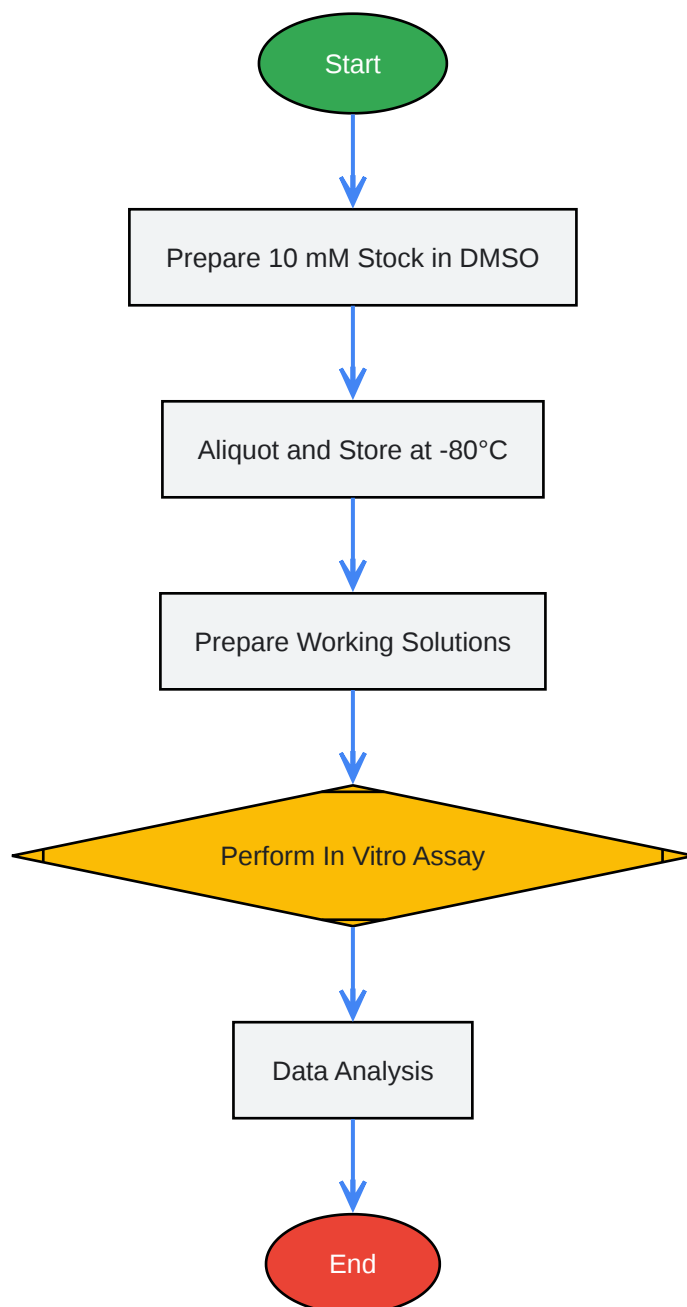 Start
Prepare 10 mM Stock in DMSO
Aliquot and Store at -80°C
Prepare Working Solutions
Perform In Vitro Assay
Data Analysis
End